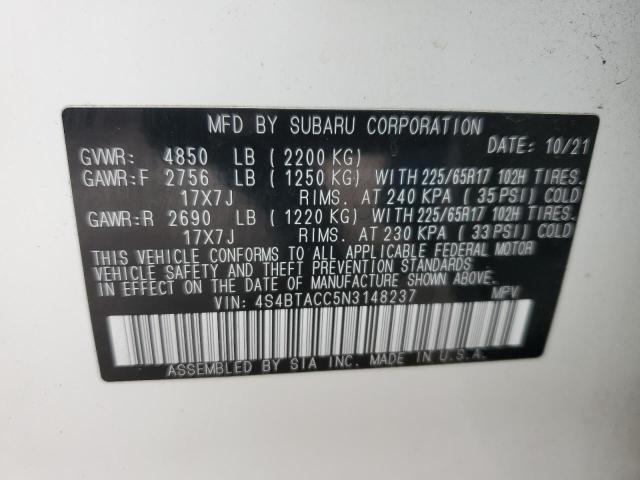 MFD BY SUBARU CORPORATION
DATE: 10/21
GVWR: 4850 LB (2200 KG)
GAWR:F 2756 LB (1250 KG) WITH 225/65R17 102H TIRES.
17X7J RIMS. AT 240 KPA (35 PSI) COLD
GAWR:R 2690 LB (1220 KG) WITH 225/65R17 102H TIRES.
17X7J RIMS. AT 230 KPA (33 PSI) COLD
THIS VEHICLE CONFORMS TO ALL APPLICABLE FEDERAL MOTOR
VEHICLE SAFETY AND THEFT PREVENTION STANDARDS
IN EFFECT ON THE DATE OF MANUFACTURE SHOWN ABOVE.
VIN: 4S4BTACC5N3148237 MPV
ASSEMBLED BY SIA INC. MADE IN U.S.A.